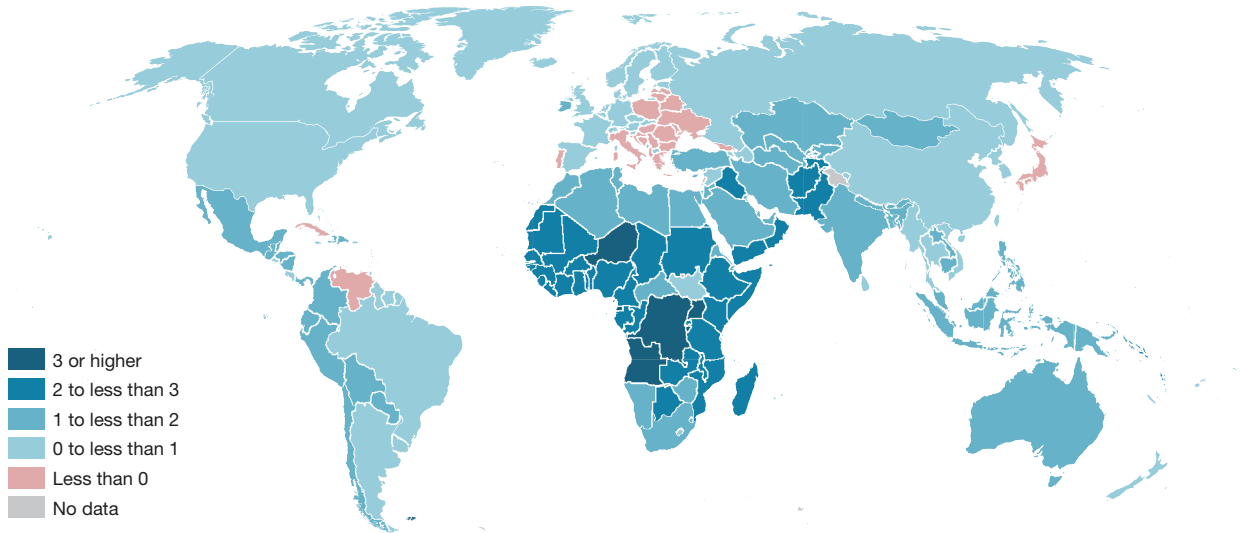 3 or higher
2 to less than 3
1 to less than 2
0 to less than 1
Less than 0
No data